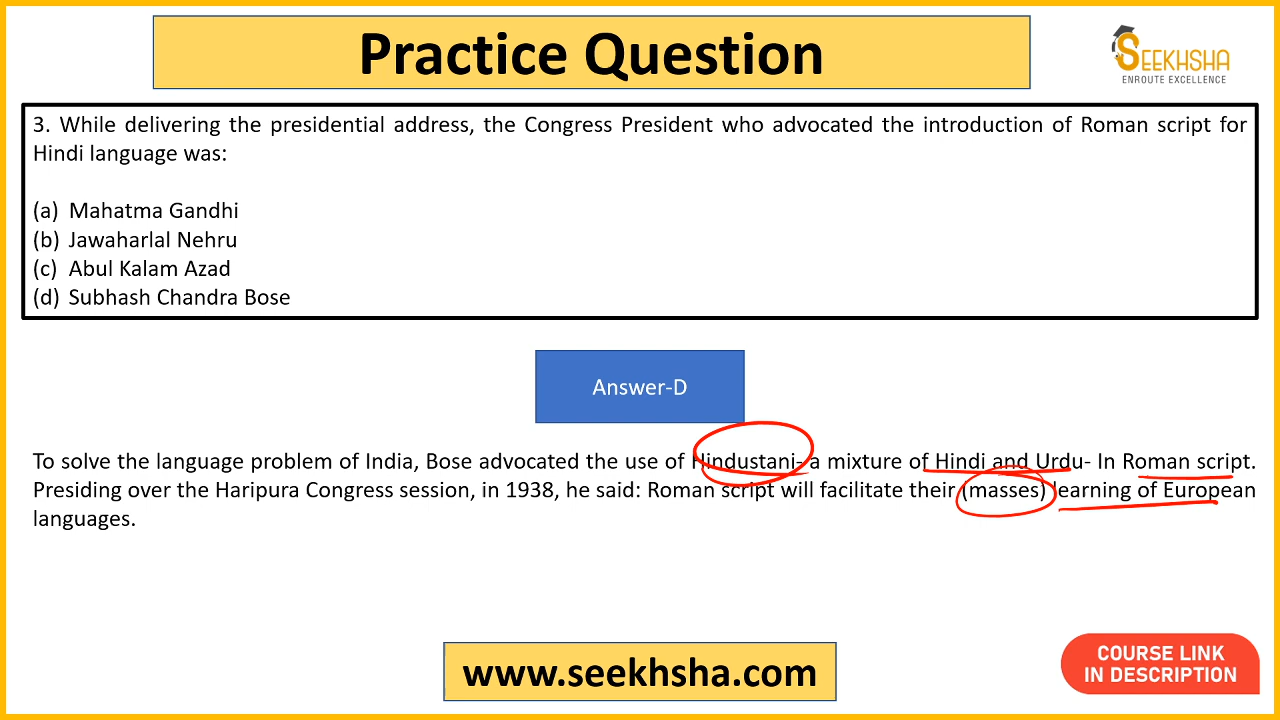 Practice Question
SEEKHSHA
ENROUTE EXCELLENCE
3. While delivering the presidential address, the Congress President who advocated the introduction of Roman script for
Hindi language was:
(a) Mahatma Gandhi
(b) Jawaharlal Nehru
(c) Abul Kalam Azad
(d) Subhash Chandra Bose
Answer-D
To solve the language problem of India, Bose advocated the use of Hindustani- a mixture of Hindi and Urdu- In Roman script.
Presiding over the Haripura Congress session, in 1938, he said: Roman script will facilitate their (masses) learning of European
languages.
www.seekhsha.com
COURSE LINK
IN DESCRIPTION